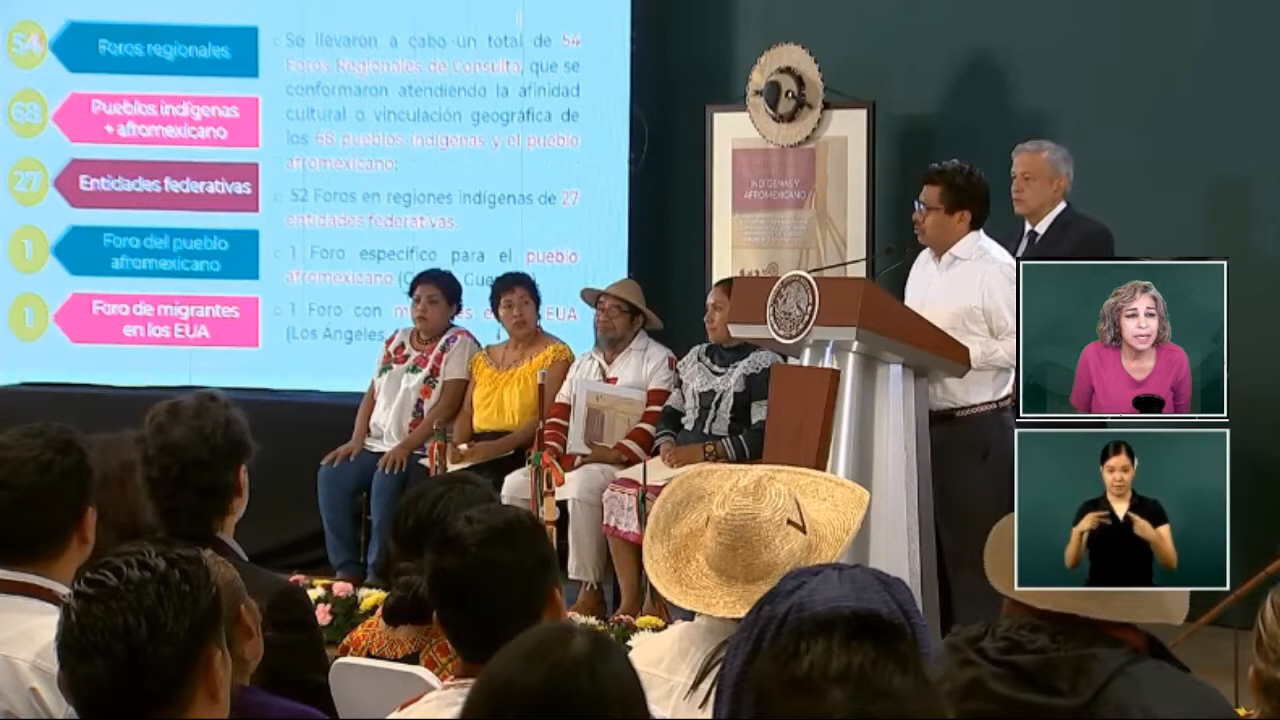 54
Foros regionales
68
Pueblos indígenas
+ afromexicano
27
Entidades federativas
1
Foro del pueblo
afromexicano
1
Foro de migrantes
en los EUA
Se llevaron a cabo un total de 54
Foros Regionales de Consulta, que se
conformaron atendiendo la afinidad
cultural o vinculación geográfica de
los 68 pueblos indígenas y el pueblo
afromexicano:
52 Foros en regiones indígenas de 27
entidades federativas.
1 Foro específico para el pueblo
afromexicano
1 Foro con EUA
(Los Ángeles
INDÍGENAS Y
AFROMEXICANO